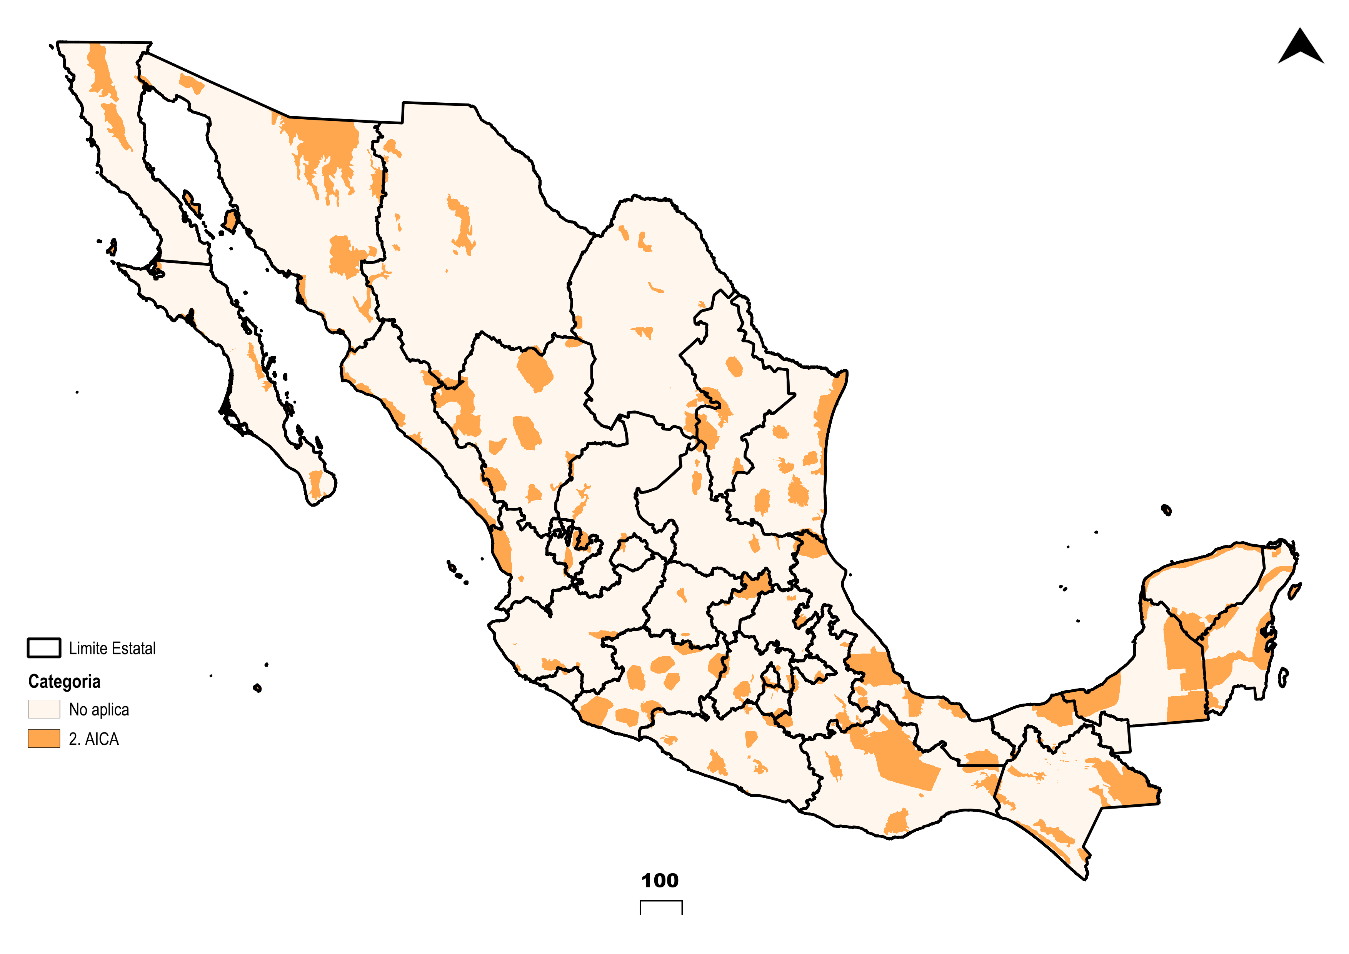 Limite Estatal
Categoria
No aplica
2. AICA
100